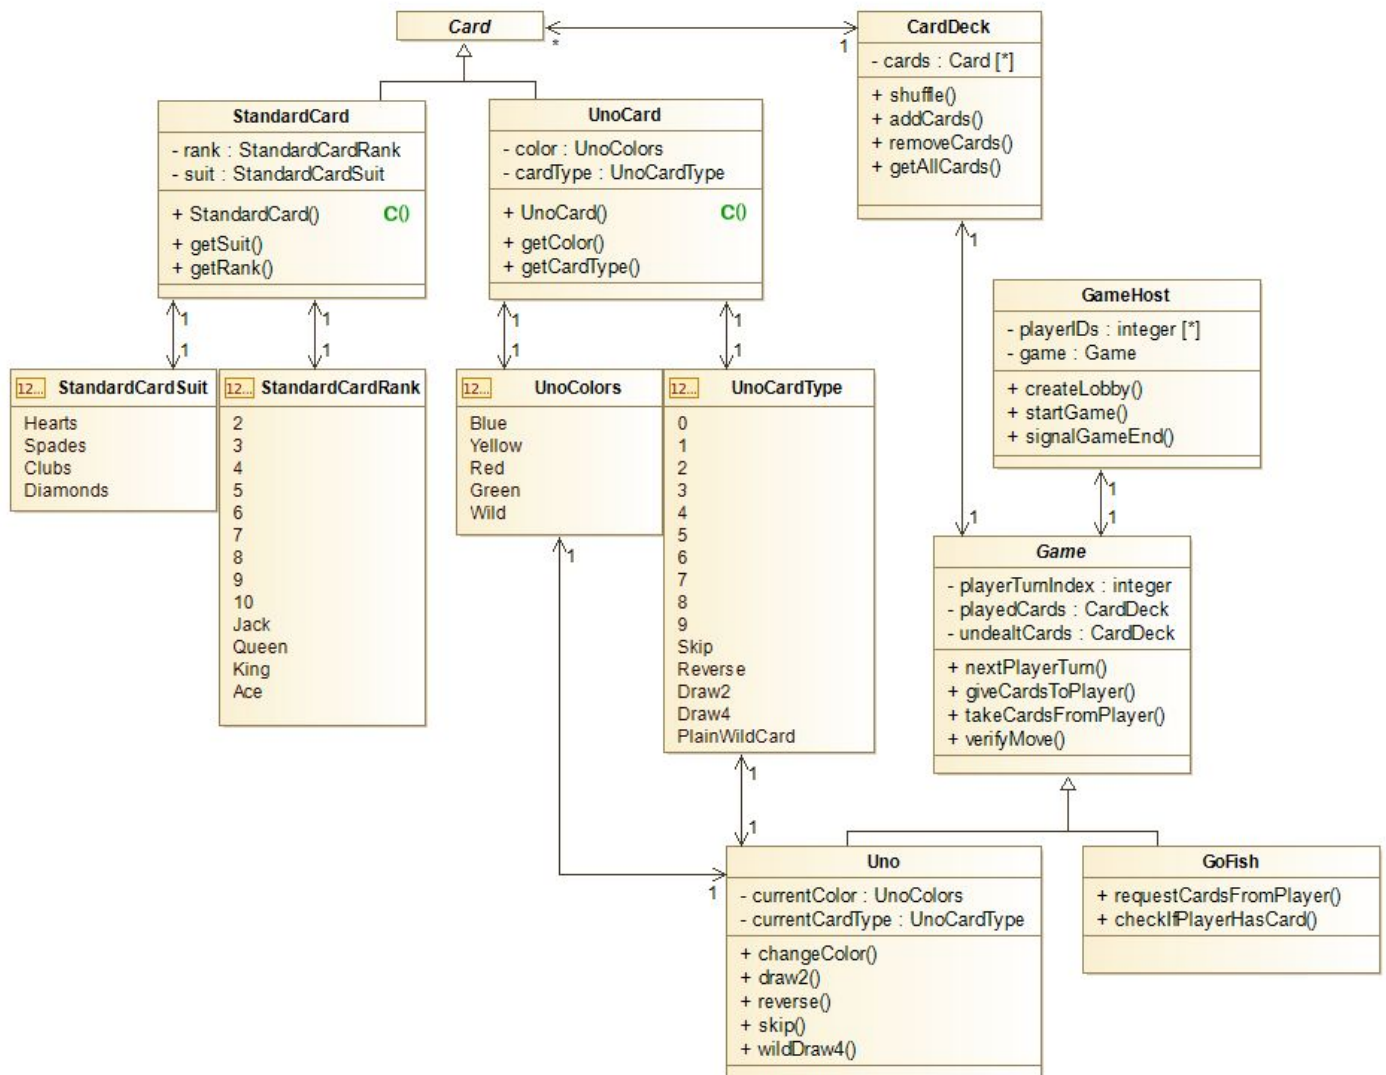 Card
*
1
CardDeck
- cards : Card [*]
+ shuffle()
+ addCards()
+ removeCards()
+ getAllCards()
StandardCard
- rank : StandardCardRank
- suit : StandardCardSuit
+ StandardCard() C()
+ getSuit()
+ getRank()
UnoCard
- color : UnoColors
- cardType : UnoCardType
+ UnoCard() C()
+ getColor()
+ getCardType()
1
1
1
1
1
1
1
1
1
12... StandardCardSuit
Hearts
Spades
Clubs
Diamonds
12... StandardCardRank
2
3
4
5
6
7
8
9
10
Jack
Queen
King
Ace
12... UnoColors
Blue
Yellow
Red
Green
Wild
1
12... UnoCardType
0
1
2
3
4
5
6
7
8
9
Skip
Reverse
Draw2
Draw4
PlainWildCard
1
1
GameHost
- playerIDs : integer [*]
- game : Game
+ createLobby()
+ startGame()
+ signalGameEnd()
1
1
1
Game
- playerTurnIndex : integer
- playedCards : CardDeck
- undealtCards : CardDeck
+ nextPlayerTurn()
+ giveCardsToPlayer()
+ takeCardsFromPlayer()
+ verifyMove()
1
Uno
- currentColor : UnoColors
- currentCardType : UnoCardType
+ changeColor()
+ draw2()
+ reverse()
+ skip()
+ wildDraw4()
GoFish
+ requestCardsFromPlayer()
+ checkIfPlayerHasCard()